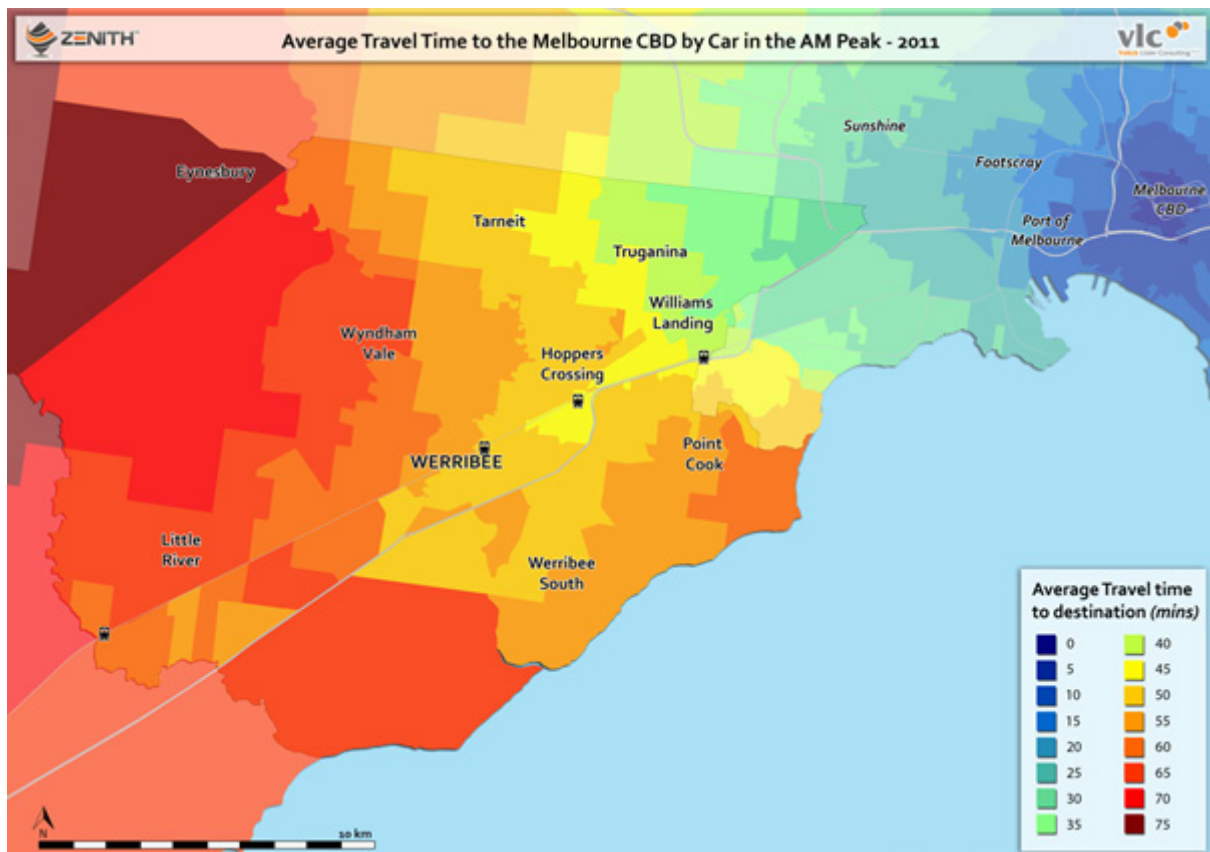 ZENITH
Average Travel Time to the Melbourne CBD by Car in the AM Peak - 2011
vlc
Sunshine
Footscray
Eynesbury
Melbourne
CBD
Tarneit
Port of
Melbourne
Truganina
Williams
Landing
Wyndham
Vale
Hoppers
Crossing
Point
Cook
WERRIBEE
Little
River
Werribee
South
Average Travel time
to destination (mins)
0 40
5 45
10 50
15 55
20 60
25 65
30 70
35 75
N
10 km